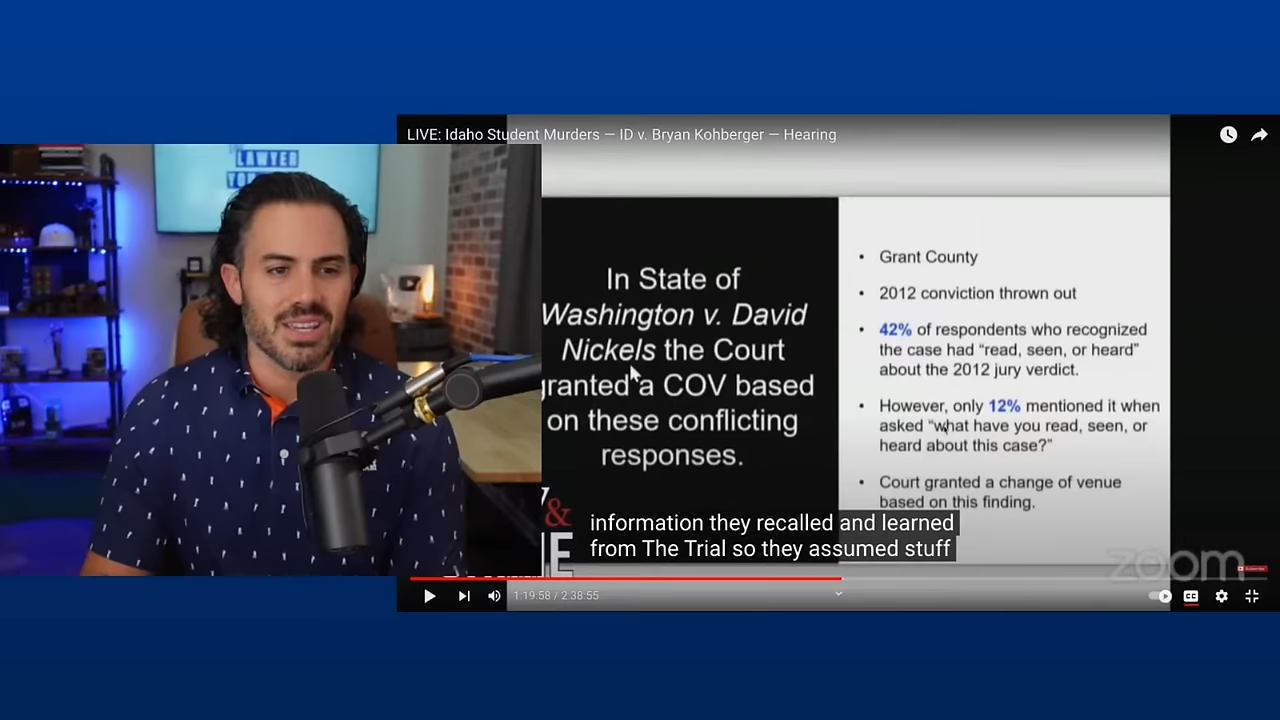 LIVE: Idaho Student Murders — ID v. Bryan Kohberger — Hearing
LAWYER
In State of
Washington v. David
Nickels the Court
granted a COV based
on these conflicting
responses.
• Grant County
• 2012 conviction thrown out
• 42% of respondents who recognized
the case had “read, seen, or heard”
about the 2012 jury verdict.
• However, only 12% mentioned it when
asked “what have you read, seen, or
heard about this case?”
• Court granted a change of venue
based on this finding.
&
information they recalled and learned
from The Trial so they assumed stuff
zoom
1:19:58 / 2:38:55
CC